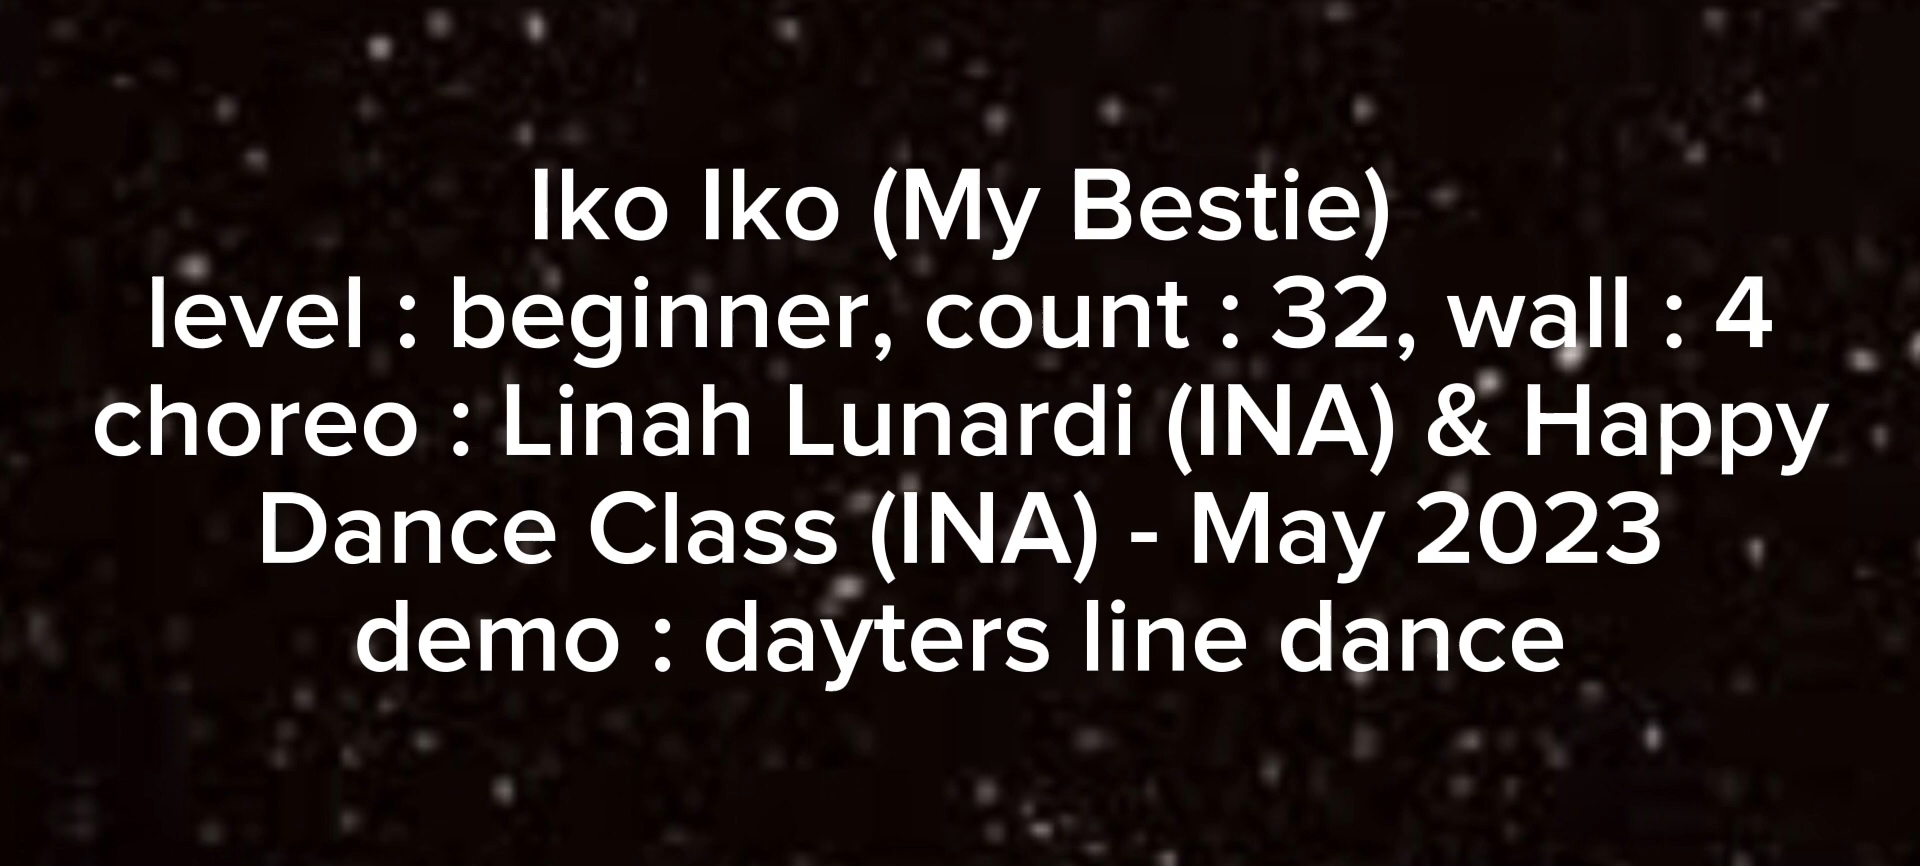 Iko Iko (My Bestie)
level : beginner, count : 32, wall : 4
choreo : Linah Lunardi (INA) & Happy
Dance Class (INA) - May 2023
demo : dayters line dance